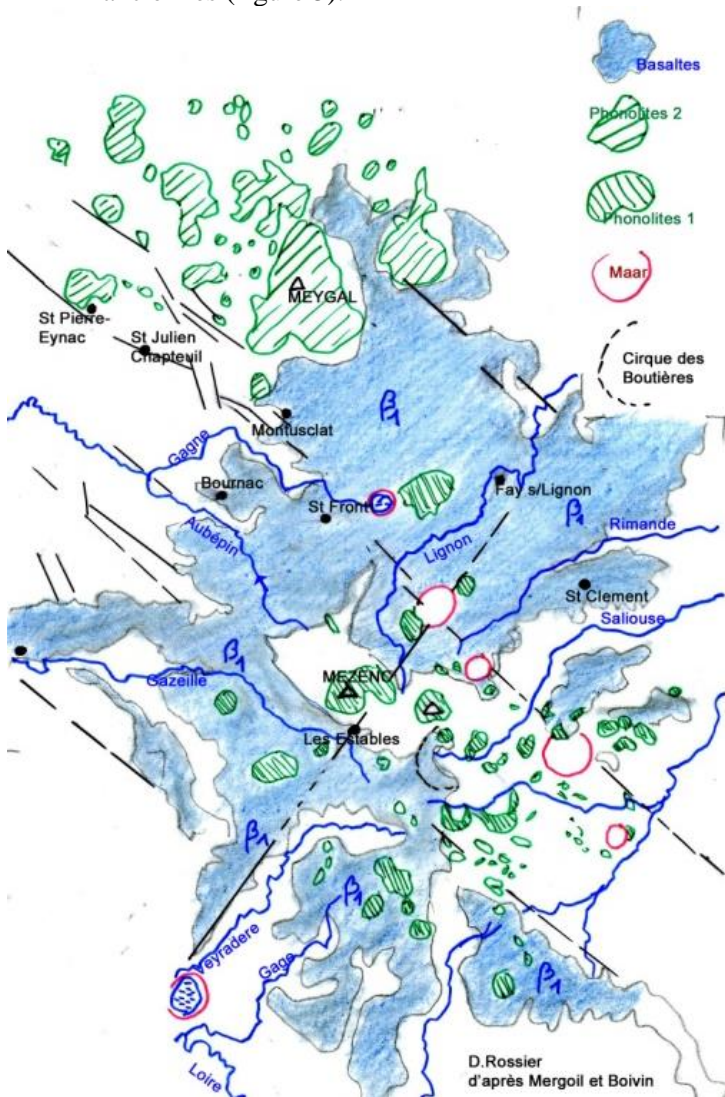 Basaltes
Phonolites 2
Phonolites 1
Maar
Cirque des
Boutières
MEYGAL
St Pierre-
Eynac
St Julien
Chapteuil
Montusclat
β1
Gagne
Bournac
St Front
Fay s/Lignon
β1
Aubépin
Lignon
Rimande
St Clement
Saliouse
β1
Gazeille
MEZENC
Les Estables
β1
β1
Veyradere
Gage
β1
Loire
D.Rossier
d'après Mergoil et Boivin